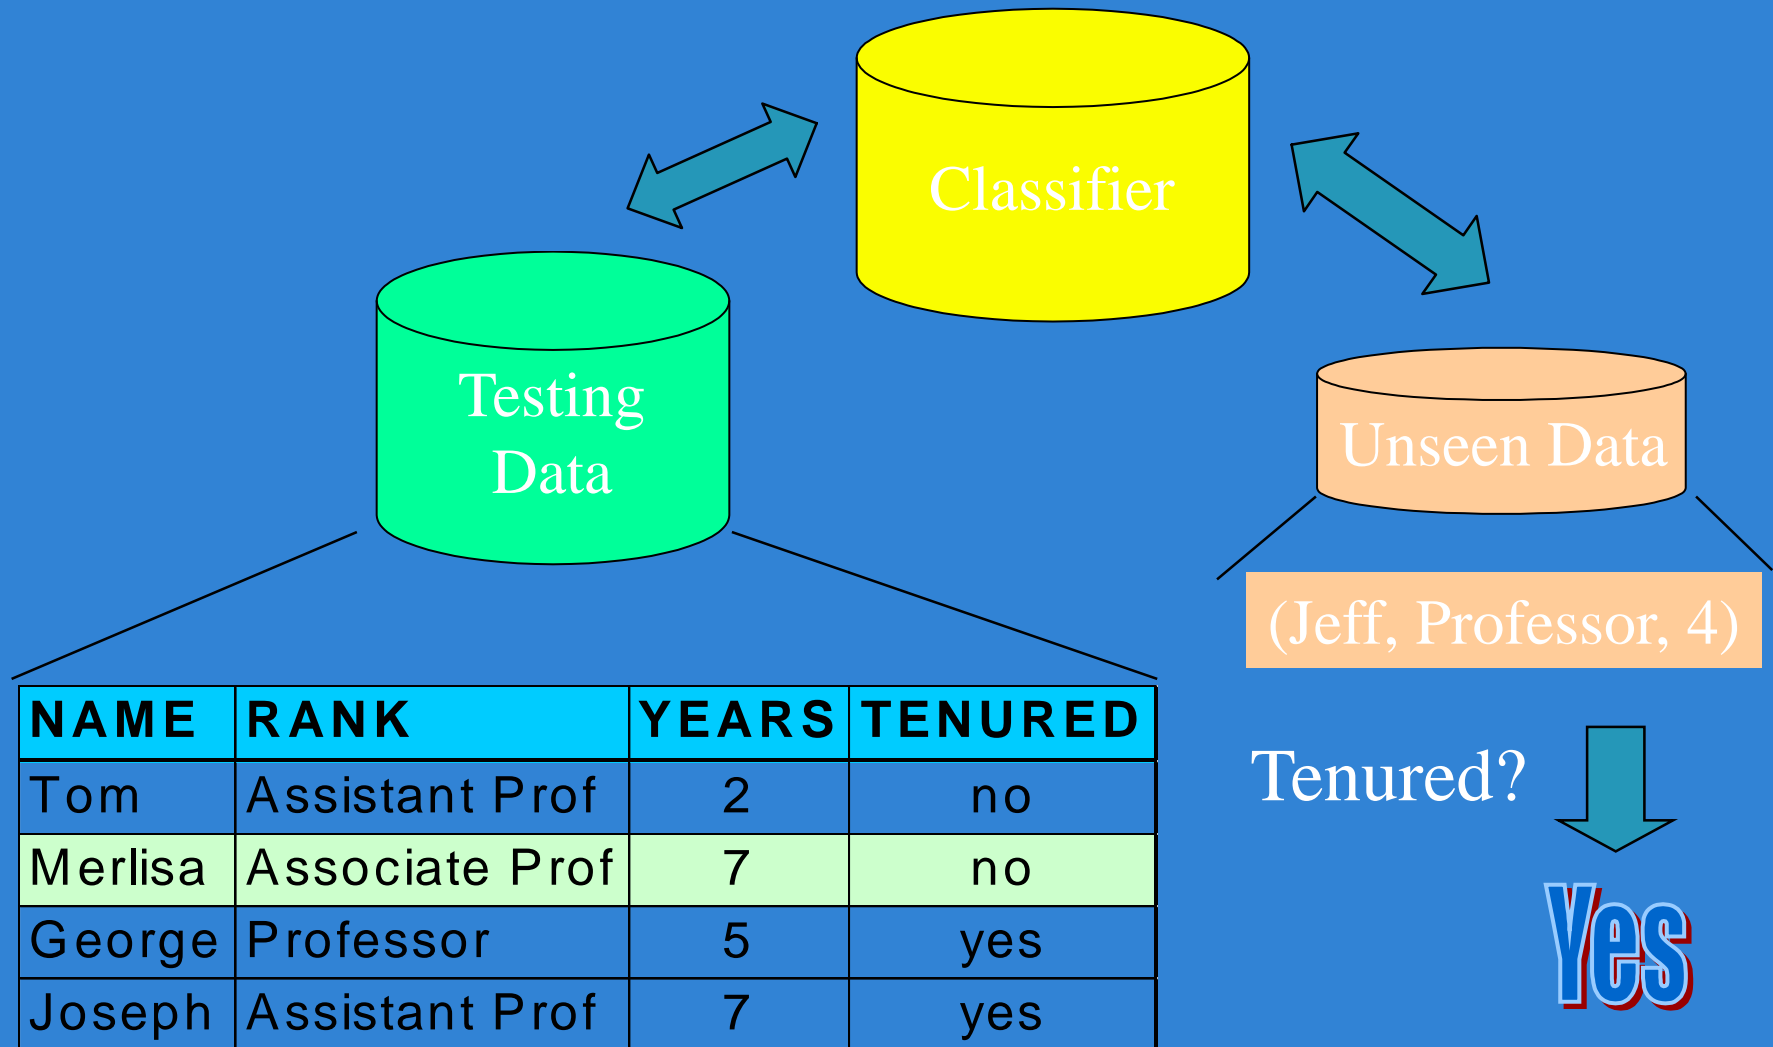 Classifier
Testing
Data
Unseen Data
(Jeff, Professor, 4)
NAME RANK YEARS TENURED
Tom Assistant Prof 2 no
Merlisa Associate Prof 7 no
George Professor 5 yes
Joseph Assistant Prof 7 yes
Tenured?
Yes